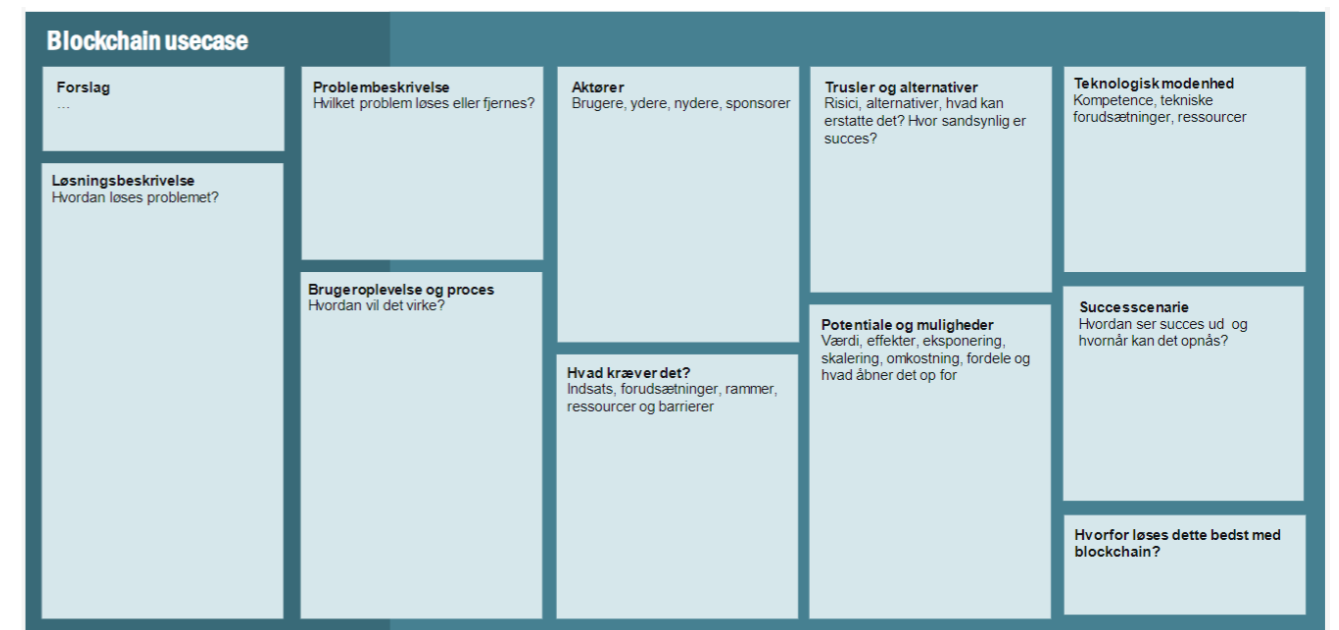 Blockchain usecase
Forslag
...
Løsningsbeskrivelse
Hvordan løses problemet?
Problembeskrivelse
Hvilket problem løses eller fjernes?
Brugeroplevelse og proces
Hvordan vil det virke?
Aktører
Brugere, ydere, nydere, sponsorer
Hvad kræver det?
Indsats, forudsætninger, rammer,
ressourcer og barrierer
Trusler og alternativer
Risici, alternativer, hvad kan
erstatte det? Hvor sandsynlig er
succes?
Potentiale og muligheder
Værdi, effekter, eksponering,
skalering, omkostning, fordele og
hvad åbner det op for
Teknologisk modenhed
Kompetence, tekniske
forudsætninger, ressourcer
Successcenarie
Hvordan ser succes ud og
hvornår kan det opnås?
Hvorfor løses dette bedst med
blockchain?